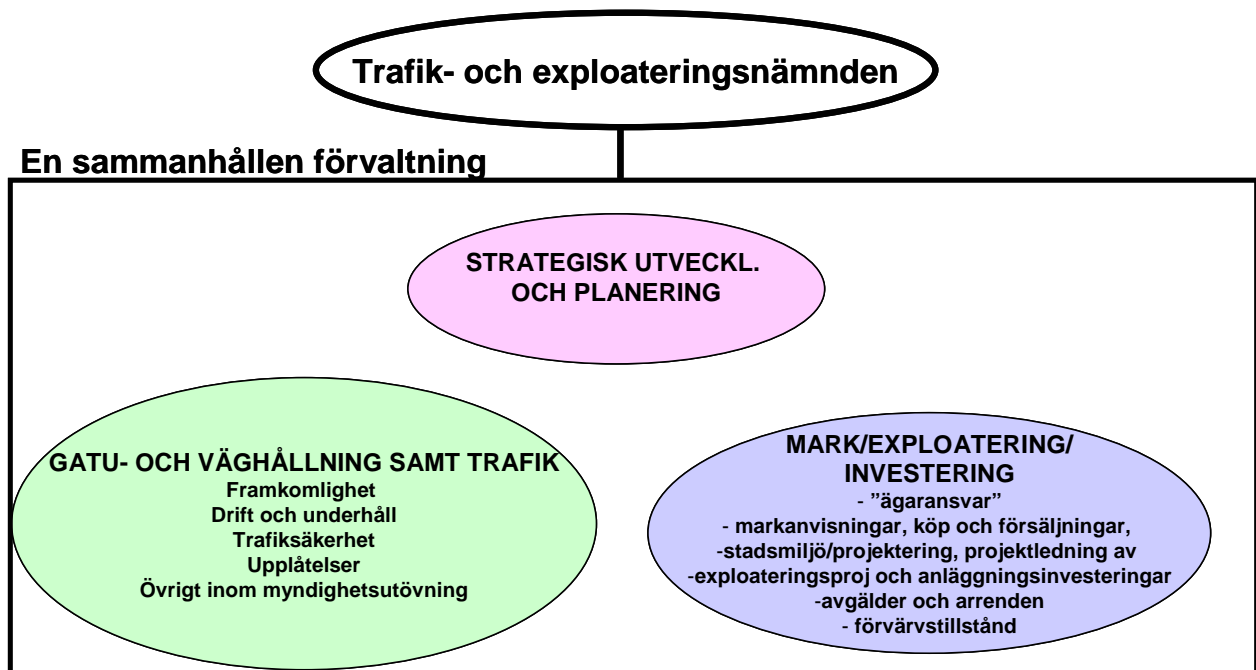 Trafik- och exploateringsnämnden
En sammanhållen förvaltning
STRATEGISK UTVECKL.
OCH PLANERING
GATU- OCH VÄGHÅLLNING SAMT TRAFIK
Framkomlighet
Drift och underhåll
Trafiksäkerhet
Upplåtelser
Övrigt inom myndighetsutövning
MARK/EXPLOATERING/
INVESTERING
- ”ägaransvar”
- markanvisningar, köp och försäljningar,
-stadsmiljö/projektering, projektledning av
-exploateringsproj och anläggningsinvesteringar
-avgälder och arrenden
- förvärvstillstånd